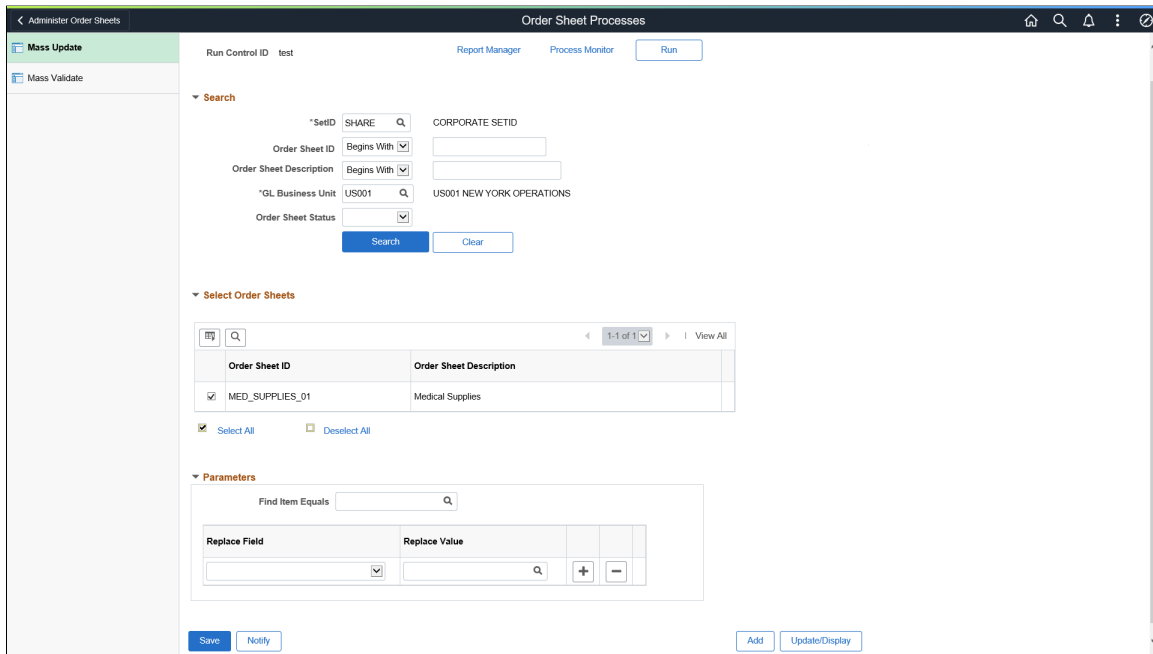 Administer Order Sheets
Order Sheet Processes
Mass Update
Mass Validate
Run Control ID test
Report Manager Process Monitor Run
Search
*SetID SHARE CORPORATE SETID
Order Sheet ID Begins With
Order Sheet Description Begins With
*GL Business Unit US001 US001 NEW YORK OPERATIONS
Order Sheet Status
Search Clear
Select Order Sheets
1-1 of 1 | View All
Order Sheet ID Order Sheet Description
MED_SUPPLIES_01 Medical Supplies
Select All Deselect All
Parameters
Find Item Equals
Replace Field Replace Value
Save Notify Add Update/Display